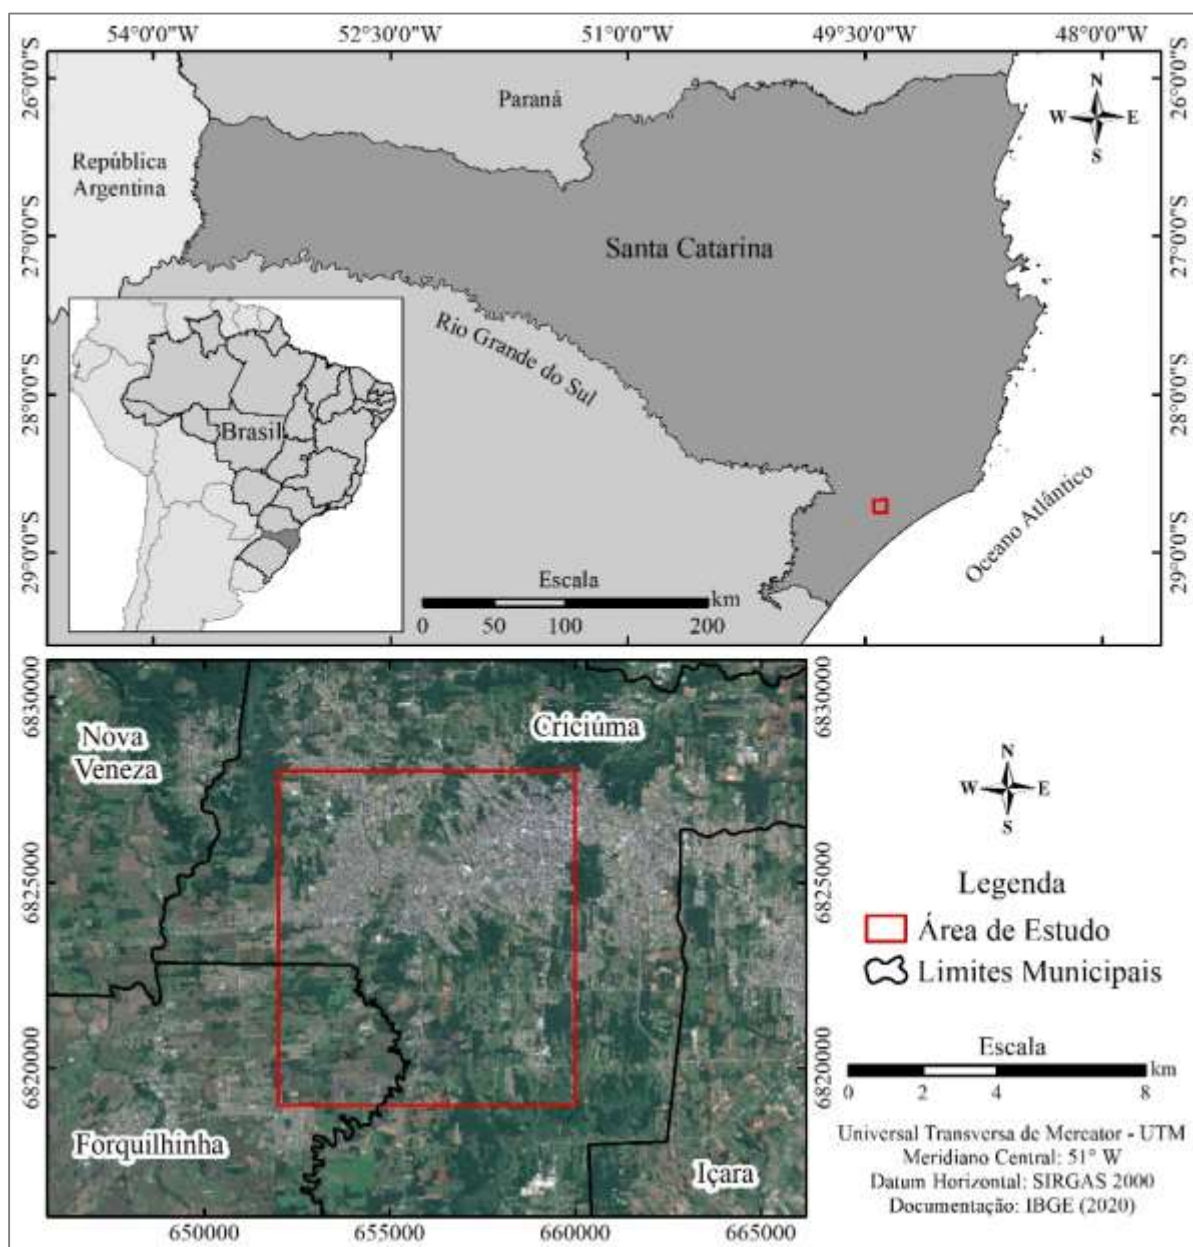 54°0'0"W 52°30'0"W 51°0'0"W 49°30'0"W 48°0'0"W
26°0'0"S
26°0'0"S
Paraná
N
W E
S
República
Argentina
27°0'0"S
Santa Catarina
27°0'0"S
Rio Grande do Sul
28°0'0"S
28°0'0"S
Brasil
Oceano Atlântico
29°0'0"S
29°0'0"S
Escala
km
0 50 100 200
6830000
6830000
Nova
Veneza
Criciúma
N
W E
S
6825000
6825000
Legenda
Área de Estudo
Limites Municipais
6820000
6820000
Escala
km
0 2 4 8
Forquilhinha
Içara
Universal Transversa de Mercator - UTM
Meridiano Central: 51° W
Datum Horizontal: SIRGAS 2000
Documentação: IBGE (2020)
650000 655000 660000 665000